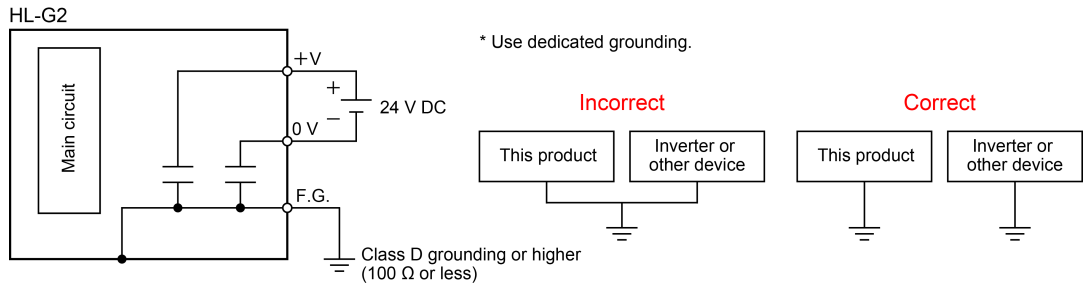 HL-G2
Main circuit
+V
+
−
24 V DC
0 V
F.G.
Class D grounding or higher
(100 Ω or less)
* Use dedicated grounding.
Incorrect
This product
Inverter or
other device
Correct
This product
Inverter or
other device